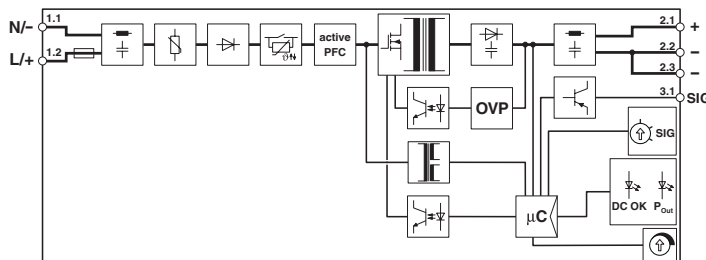 N/– 1.1
L/+ 1.2
active
PFC
ϑ
2.1 +
2.2 –
2.3 –
3.1 SIG
OVP
SIG
µC
DC OK P_Out